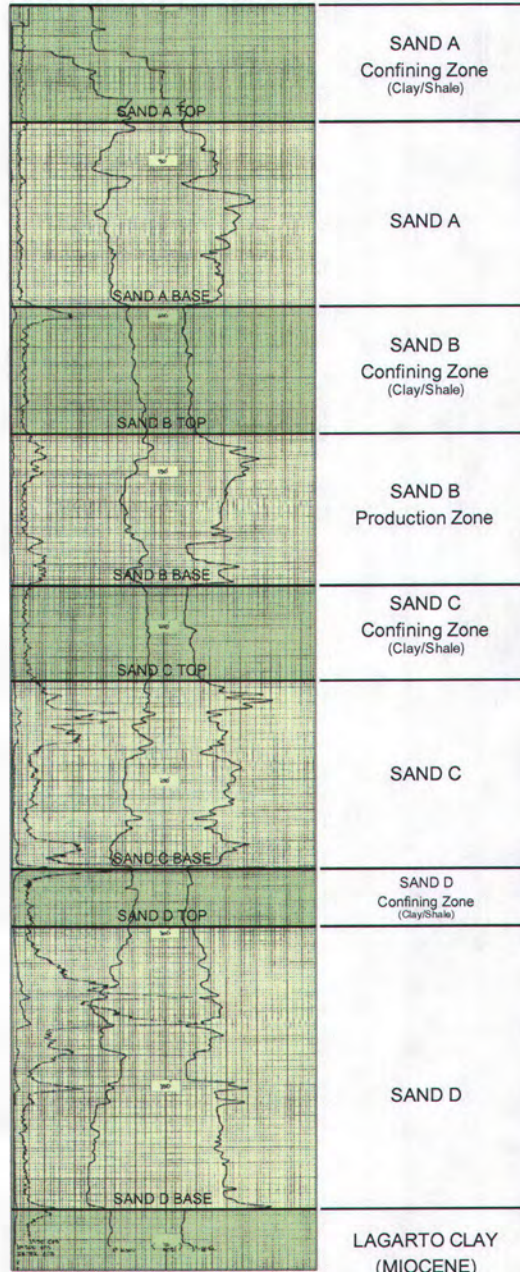 SAND A
Confining Zone
(Clay/Shale)
SAND A TOP
SAND A
SAND A BASE
SAND B
Confining Zone
(Clay/Shale)
SAND B TOP
SAND B
Production Zone
SAND B BASE
SAND C
Confining Zone
(Clay/Shale)
SAND C TOP
SAND C
SAND C BASE
SAND D
Confining Zone
(Clay/Shale)
SAND D TOP
SAND D
SAND D BASE
LAGARTO CLAY
(MIOCENE)